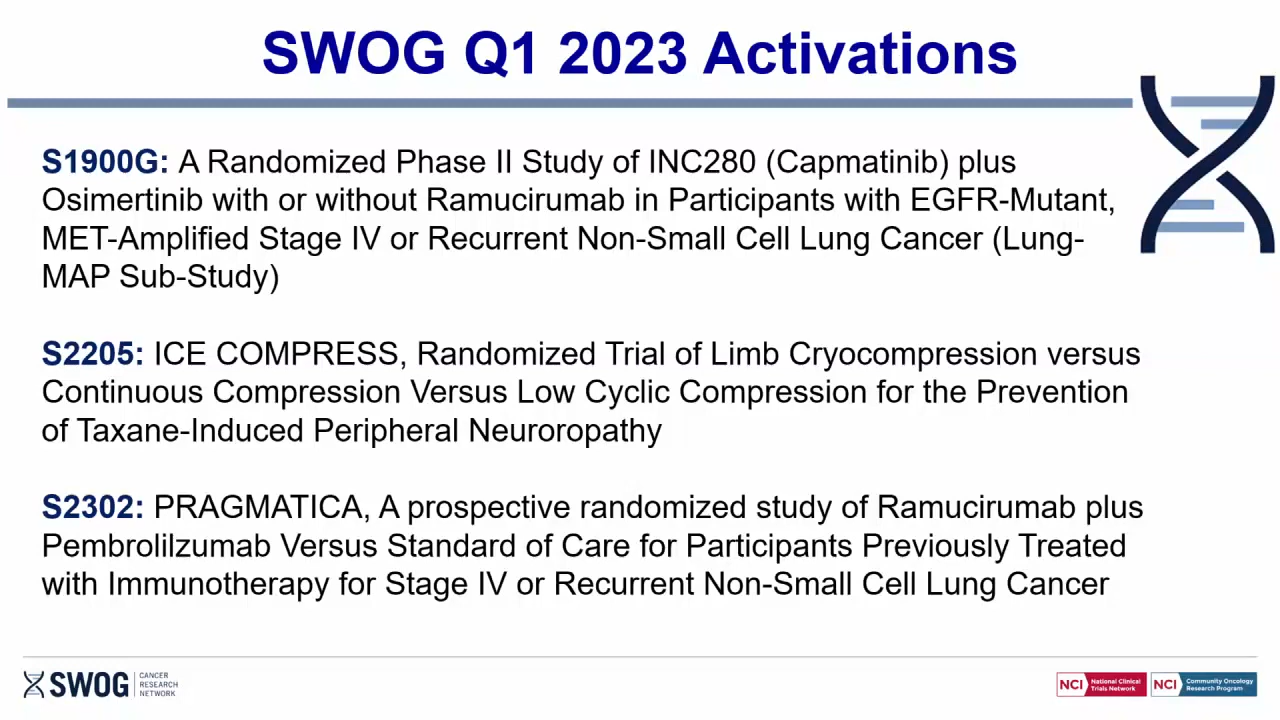 SWOG Q1 2023 Activations
S1900G: A Randomized Phase II Study of INC280 (Capmatinib) plus
Osimertinib with or without Ramucirumab in Participants with EGFR-Mutant,
MET-Amplified Stage IV or Recurrent Non-Small Cell Lung Cancer (Lung-
MAP Sub-Study)
S2205: ICE COMPRESS, Randomized Trial of Limb Cryocompression versus
Continuous Compression Versus Low Cyclic Compression for the Prevention
of Taxane-Induced Peripheral Neuroropathy
S2302: PRAGMATICA, A prospective randomized study of Ramucirumab plus
Pembrolilzumab Versus Standard of Care for Participants Previously Treated
with Immunotherapy for Stage IV or Recurrent Non-Small Cell Lung Cancer
SWOG
CANCER
RESEARCH
NETWORK
NCI
National Clinical
Trials Network
NCI
Community Oncology
Research Program